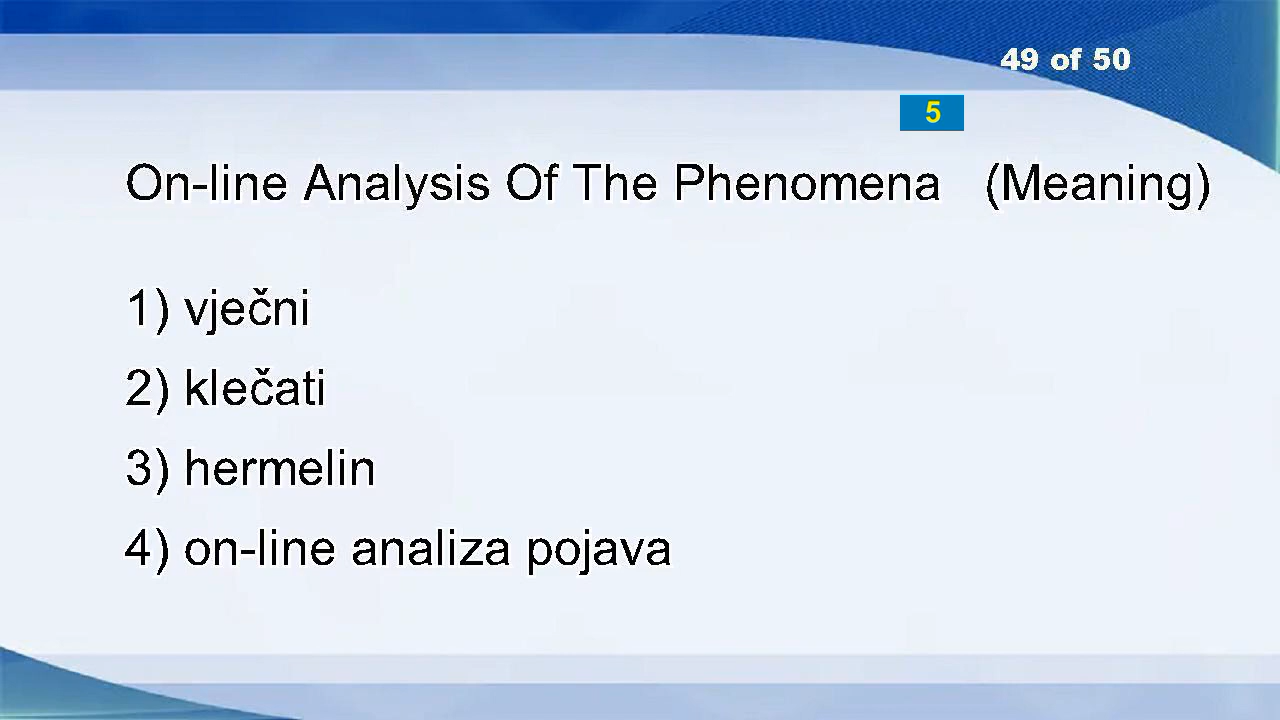 49 of 50
5
On-line Analysis Of The Phenomena (Meaning)
1) vječni
2) klečati
3) hermelin
4) on-line analiza pojava